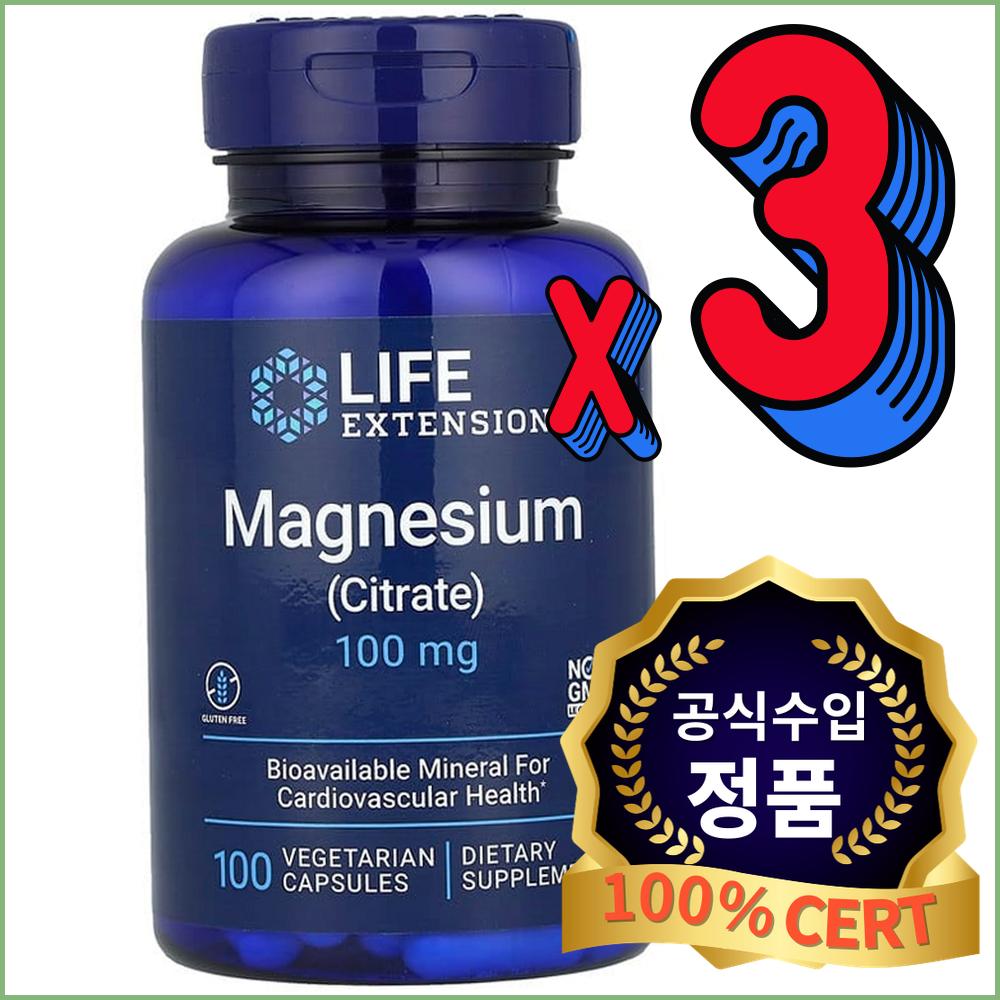 x3
LIFE
EXTENSION
Magnesium
(Citrate)
100 mg
GLUTEN FREE
Bioavailable Mineral For
Cardiovascular Health*
100 VEGETARIAN CAPSULES
DIETARY
공식수입
정품
100% CERT